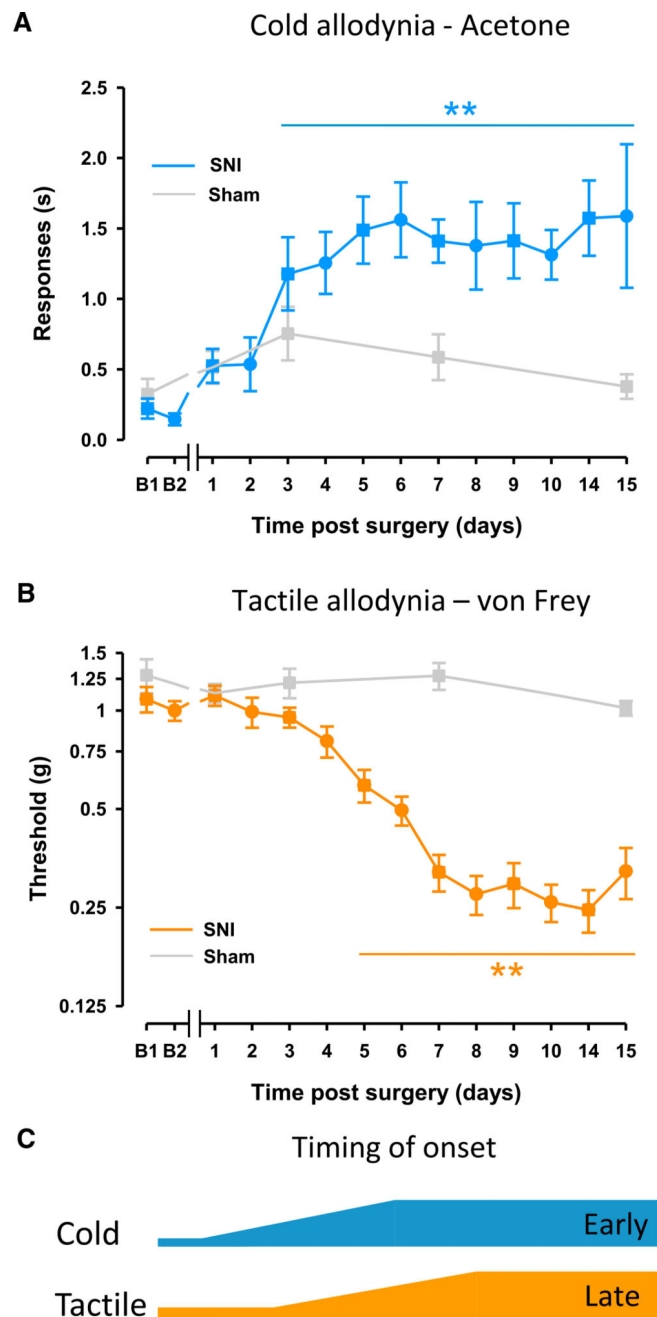 A
Cold allodynia - Acetone
2.5
2.0
1.5
1.0
0.5
0.0
Responses (s)
**
SNI
Sham
B1 B2 1 2 3 4 5 6 7 8 9 10 14 15
Time post surgery (days)
B
Tactile allodynia – von Frey
1.5
1.25
1
0.75
0.5
0.25
0.125
Threshold (g)
SNI
Sham
**
B1 B2 1 2 3 4 5 6 7 8 9 10 14 15
Time post surgery (days)
C
Timing of onset
Cold Early
Tactile Late